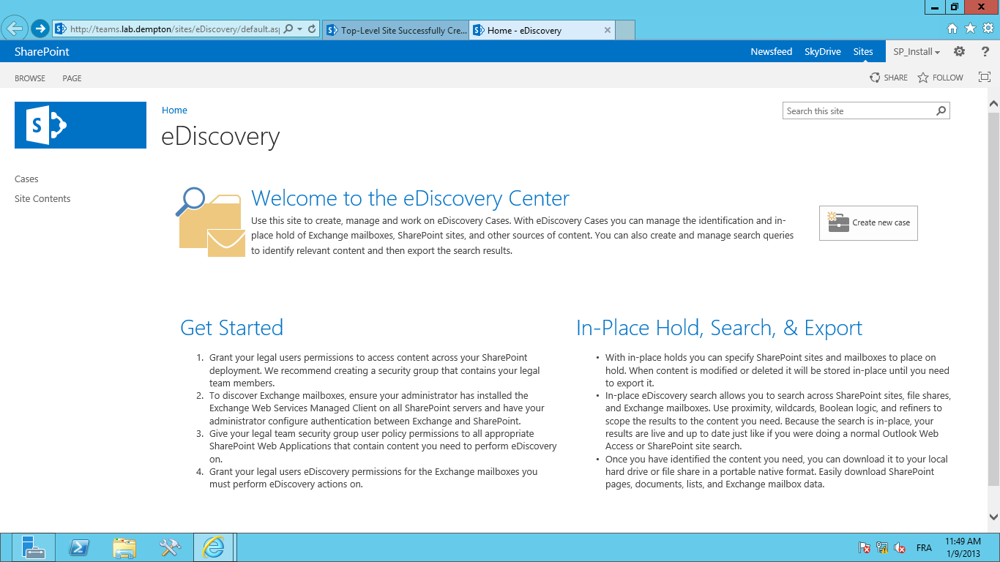 http://teams.lab.dempton/sites/eDiscovery/default.asp
Top-Level Site Successfully Cre...
Home - eDiscovery
SharePoint
Newsfeed
SkyDrive
Sites
SP_Install
?
BROWSE
PAGE
SHARE
FOLLOW
S
Home
eDiscovery
Search this site
Cases
Site Contents
Welcome to the eDiscovery Center
Use this site to create, manage and work on eDiscovery Cases. With eDiscovery Cases you can manage the identification and in-
place hold of Exchange mailboxes, SharePoint sites, and other sources of content. You can also create and manage search queries
to identify relevant content and then export the search results.
Create new case
Get Started
1. Grant your legal users permissions to access content across your SharePoint
deployment. We recommend creating a security group that contains your legal
team members.
2. To discover Exchange mailboxes, ensure your administrator has installed the
Exchange Web Services Managed Client on all SharePoint servers and have your
administrator configure authentication between Exchange and SharePoint.
3. Give your legal team security group user policy permissions to all appropriate
SharePoint Web Applications that contain content you need to perform eDiscovery
on.
4. Grant your legal users eDiscovery permissions for the Exchange mailboxes you
must perform eDiscovery actions on.
In-Place Hold, Search, & Export
• With in-place holds you can specify SharePoint sites and mailboxes to place on
hold. When content is modified or deleted it will be stored in-place until you need
to export it.
• In-place eDiscovery search allows you to search across SharePoint sites, file shares,
and Exchange mailboxes. Use proximity, wildcards, Boolean logic, and refiners to
scope the results to the content you need. Because the search is in-place, your
results are live and up to date just like if you were doing a normal Outlook Web
Access or SharePoint site search.
• Once you have identified the content you need, you can download it to your local
hard drive or file share in a portable native format. Easily download SharePoint
pages, documents, lists, and Exchange mailbox data.
FRA
11:49 AM
1/9/2013